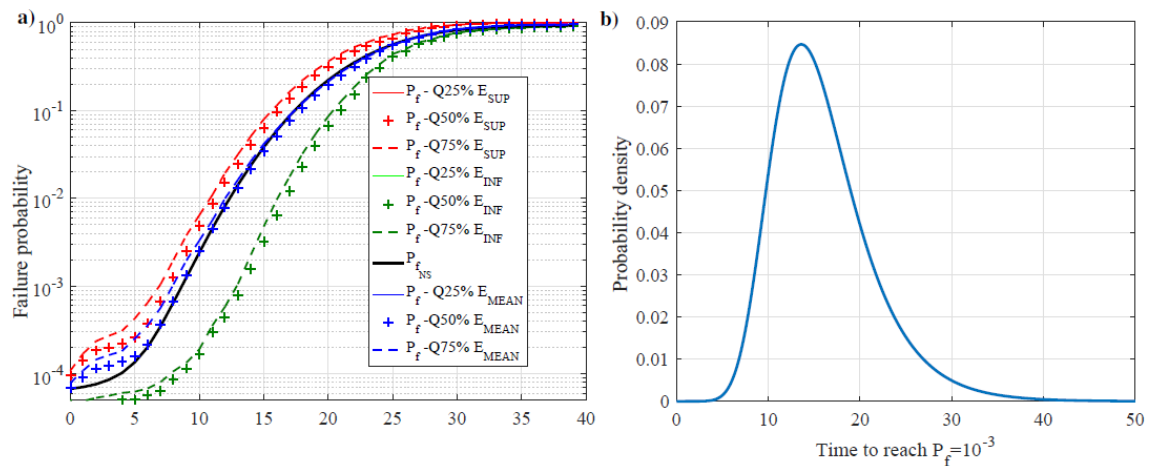 a)
Failure probability
10^0
10^-1
10^-2
10^-3
10^-4
0 5 10 15 20 25 30 35 40
P_f - Q25% E_SUP
P_f -Q50% E_SUP
P_f -Q75% E_SUP
P_f - Q25% E_INF
P_f -Q50% E_INF
P_f -Q75% E_INF
P_f_NS
P_f - Q25% E_MEAN
P_f -Q50% E_MEAN
P_f -Q75% E_MEAN
b)
Probability density
0.09
0.08
0.07
0.06
0.05
0.04
0.03
0.02
0.01
0
0 10 20 30 40 50
Time to reach P_f=10^-3